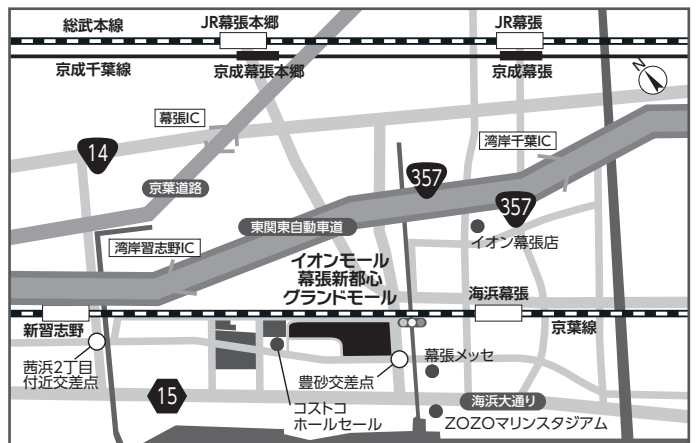 総武本線
JR幕張本郷
JR幕張
京成千葉線
京成幕張本郷
京成幕張
N
幕張IC
14
湾岸千葉IC
357
京葉道路
357
東関東自動車道
イオン幕張店
湾岸習志野IC
イオンモール
幕張新都心
グランドモール
海浜幕張
新習志野
京葉線
茜浜2丁目
付近交差点
幕張メッセ
豊砂交差点
15
コストコ
ホールセール
海浜大通り
ZOZOマリンスタジアム